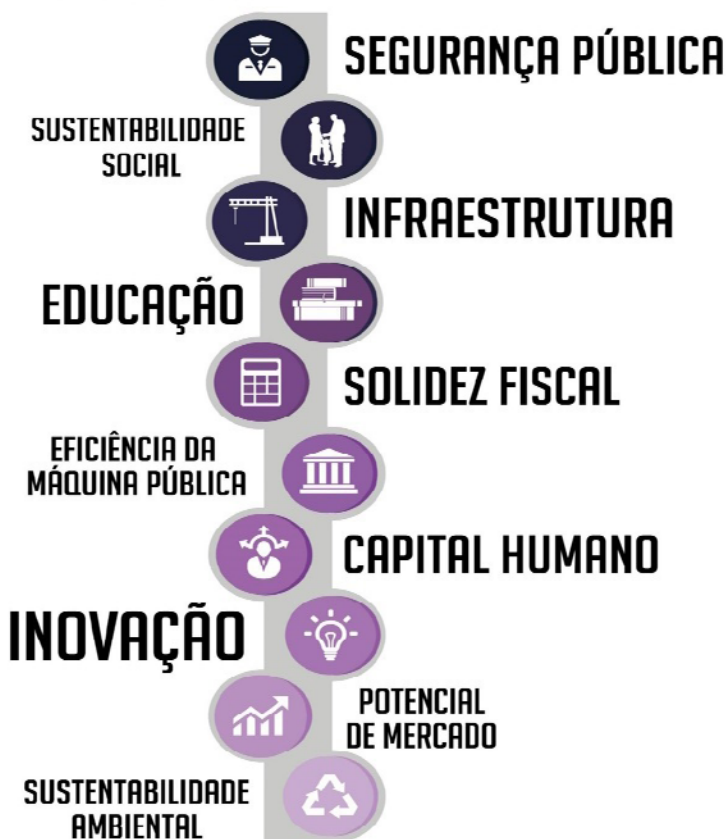 SEGURANÇA PÚBLICA
SUSTENTABILIDADE
SOCIAL
INFRAESTRUTURA
EDUCAÇÃO
SOLIDEZ FISCAL
EFICIÊNCIA DA
MÁQUINA PÚBLICA
CAPITAL HUMANO
INOVAÇÃO
POTENCIAL
DE MERCADO
SUSTENTABILIDADE
AMBIENTAL